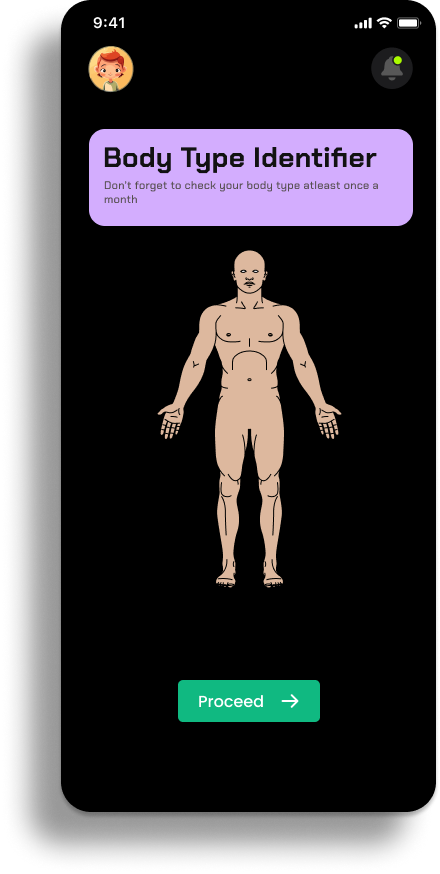 9:41
Body Type Identifier
Don't forget to check your body type atleast once a
month
Proceed